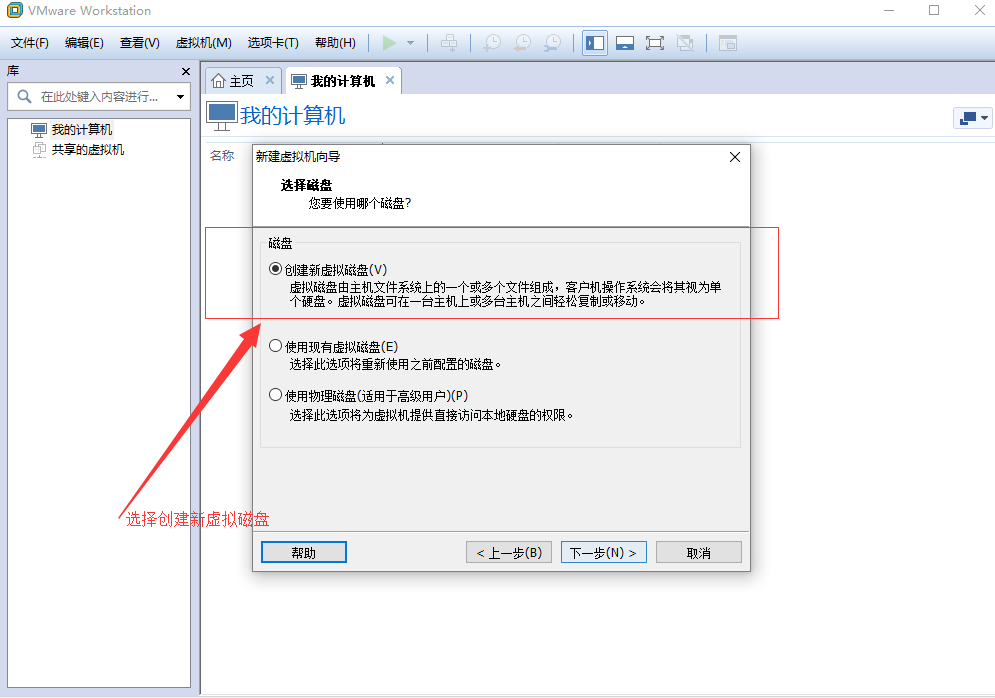 VMware Workstation
文件(F) 编辑(E) 查看(V) 虚拟机(M) 选项卡(T) 帮助(H)
库
在此处键入内容进行...
我的计算机
共享的虚拟机
主页 我的计算机
我的计算机
名称
新建虚拟机向导
选择磁盘
您要使用哪个磁盘?
磁盘
创建新虚拟磁盘(V)
虚拟磁盘由主机文件系统上的一个或多个文件组成，客户机操作系统会将其视为单
个硬盘。虚拟磁盘可在一台主机上或多台主机之间轻松复制或移动。
使用现有虚拟磁盘(E)
选择此选项将重新使用之前配置的磁盘。
使用物理磁盘(适用于高级用户)(P)
选择此选项将为虚拟机提供直接访问本地硬盘的权限。
选择创建新虚拟磁盘
帮助 < 上一步(B) 下一步(N) > 取消